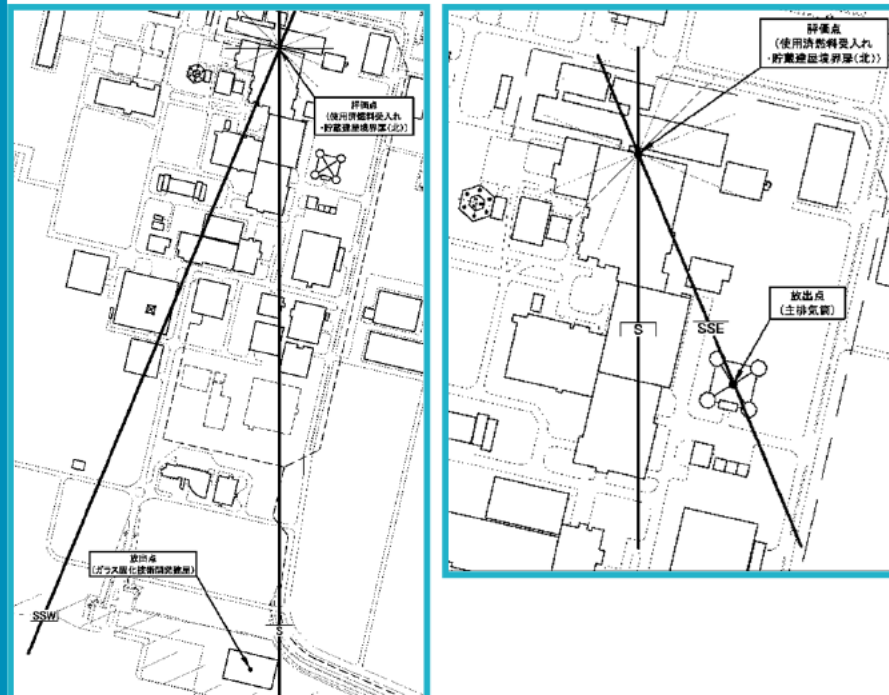 評価点
(使用済燃料受入れ
・貯蔵建屋境界扉(北))
放出点
(ガラス固化技術開発建屋)
SSW
S
評価点
(使用済燃料受入れ
・貯蔵建屋境界扉(北))
放出点
(主排気筒)
S
SSE